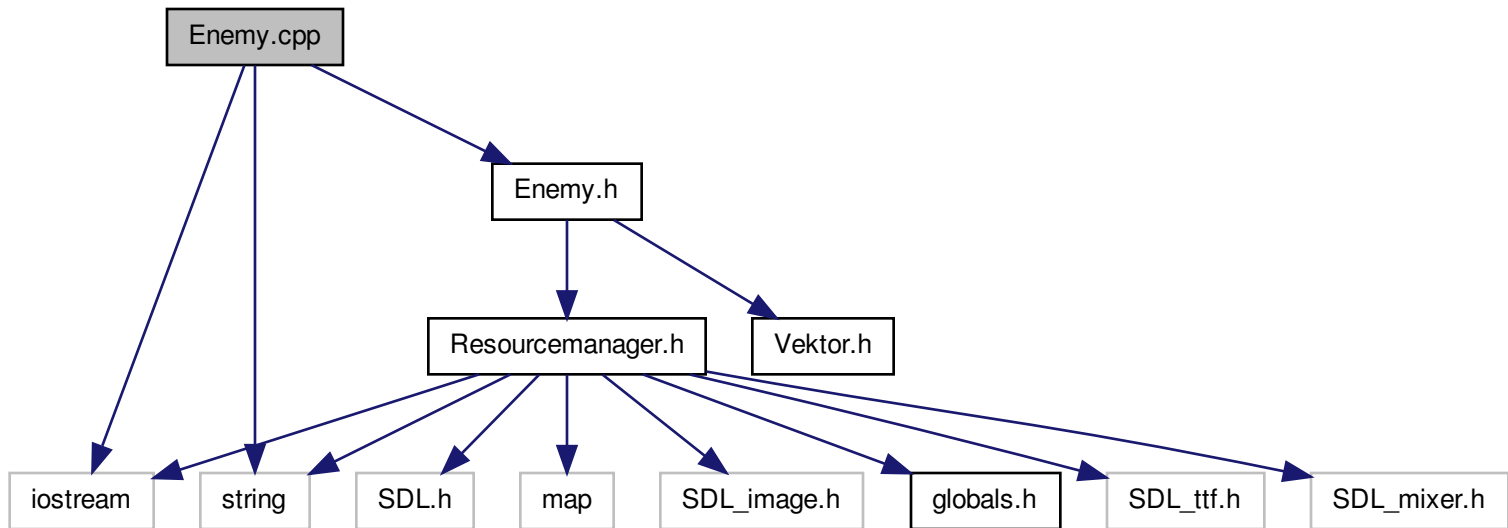 Enemy.cpp
Enemy.h
Resourcemanager.h
Vektor.h
iostream
string
SDL.h
map
SDL_image.h
globals.h
SDL_ttf.h
SDL_mixer.h